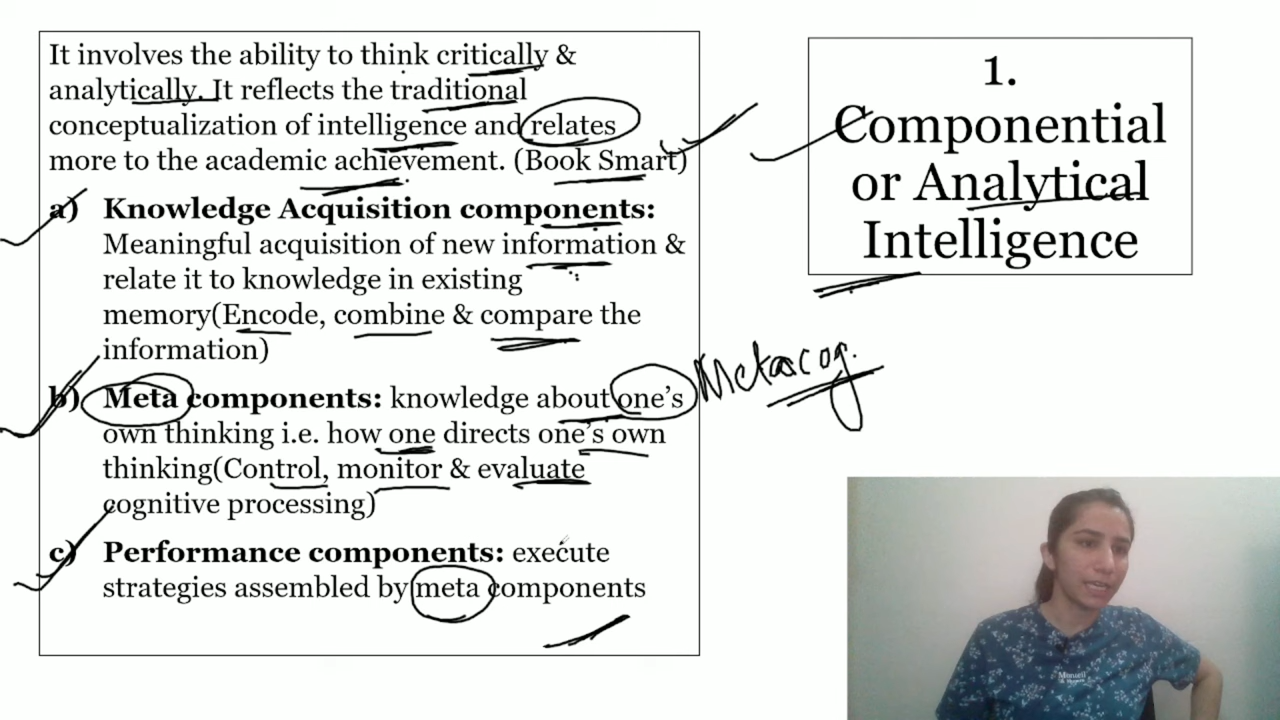 It involves the ability to think critically &
analytically. It reflects the traditional
conceptualization of intelligence and relates
more to the academic achievement. (Book Smart)
a) Knowledge Acquisition components:
Meaningful acquisition of new information &
relate it to knowledge in existing
memory(Encode, combine & compare the
information)
b) Meta components: knowledge about one's
own thinking i.e. how one directs one's own
thinking(Control, monitor & evaluate
cognitive processing)
c) Performance components: execute
strategies assembled by meta components
1.
Componential
or Analytical
Intelligence
Metacog.